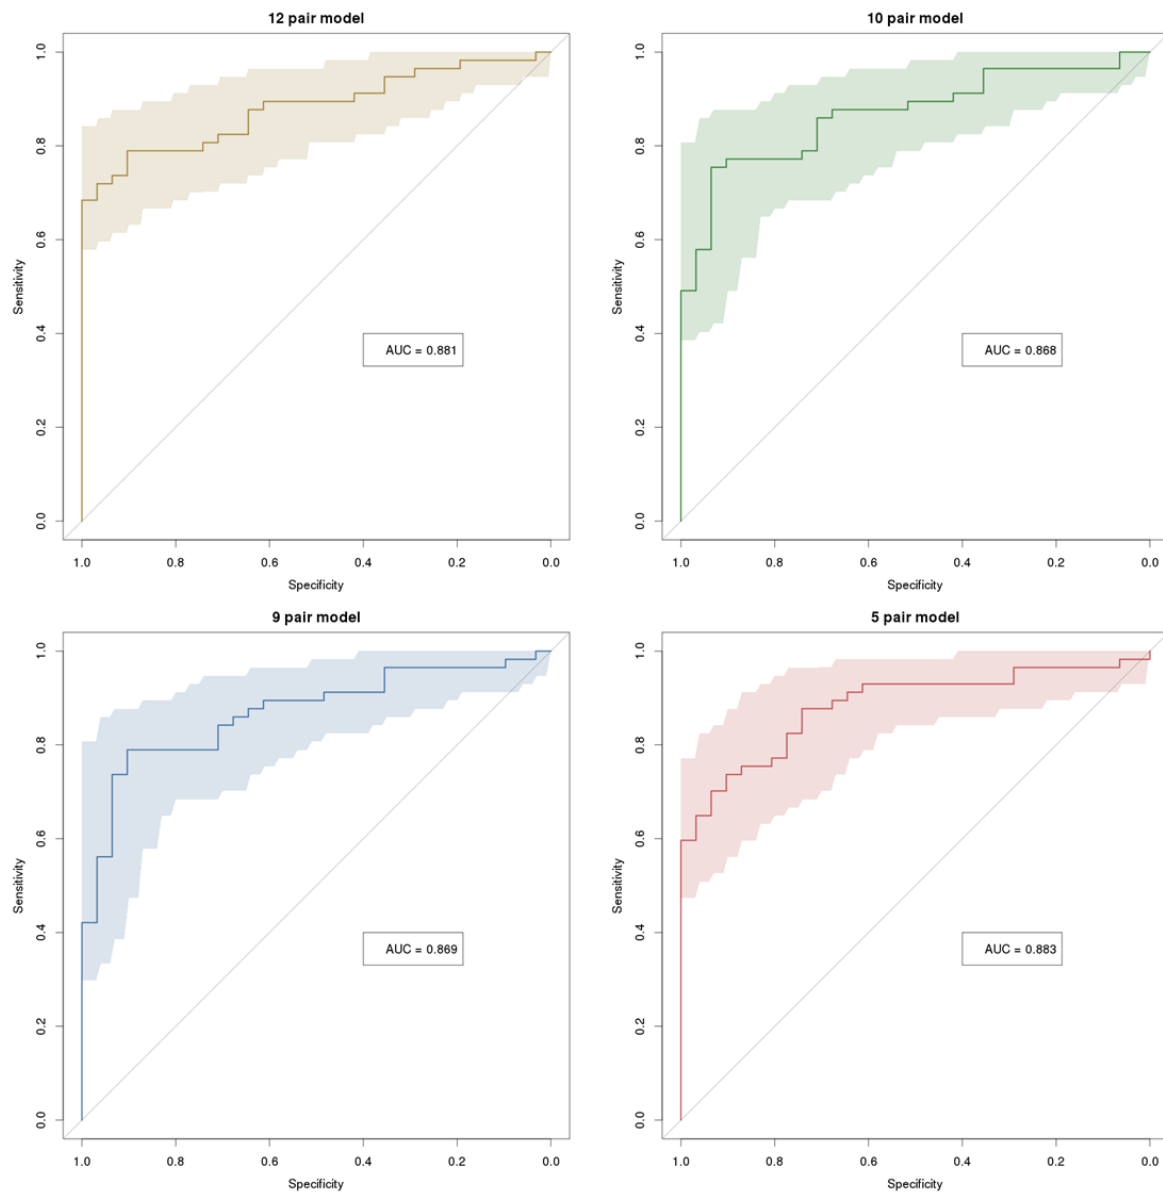 12 pair model
1.0
0.8
0.6
0.4
0.2
0.0
Sensitivity
AUC = 0.881
1.0 0.8 0.6 0.4 0.2 0.0
Specificity
10 pair model
1.0
0.8
0.6
0.4
0.2
0.0
Sensitivity
AUC = 0.868
1.0 0.8 0.6 0.4 0.2 0.0
Specificity
9 pair model
1.0
0.8
0.6
0.4
0.2
0.0
Sensitivity
AUC = 0.869
1.0 0.8 0.6 0.4 0.2 0.0
Specificity
5 pair model
1.0
0.8
0.6
0.4
0.2
0.0
Sensitivity
AUC = 0.883
1.0 0.8 0.6 0.4 0.2 0.0
Specificity